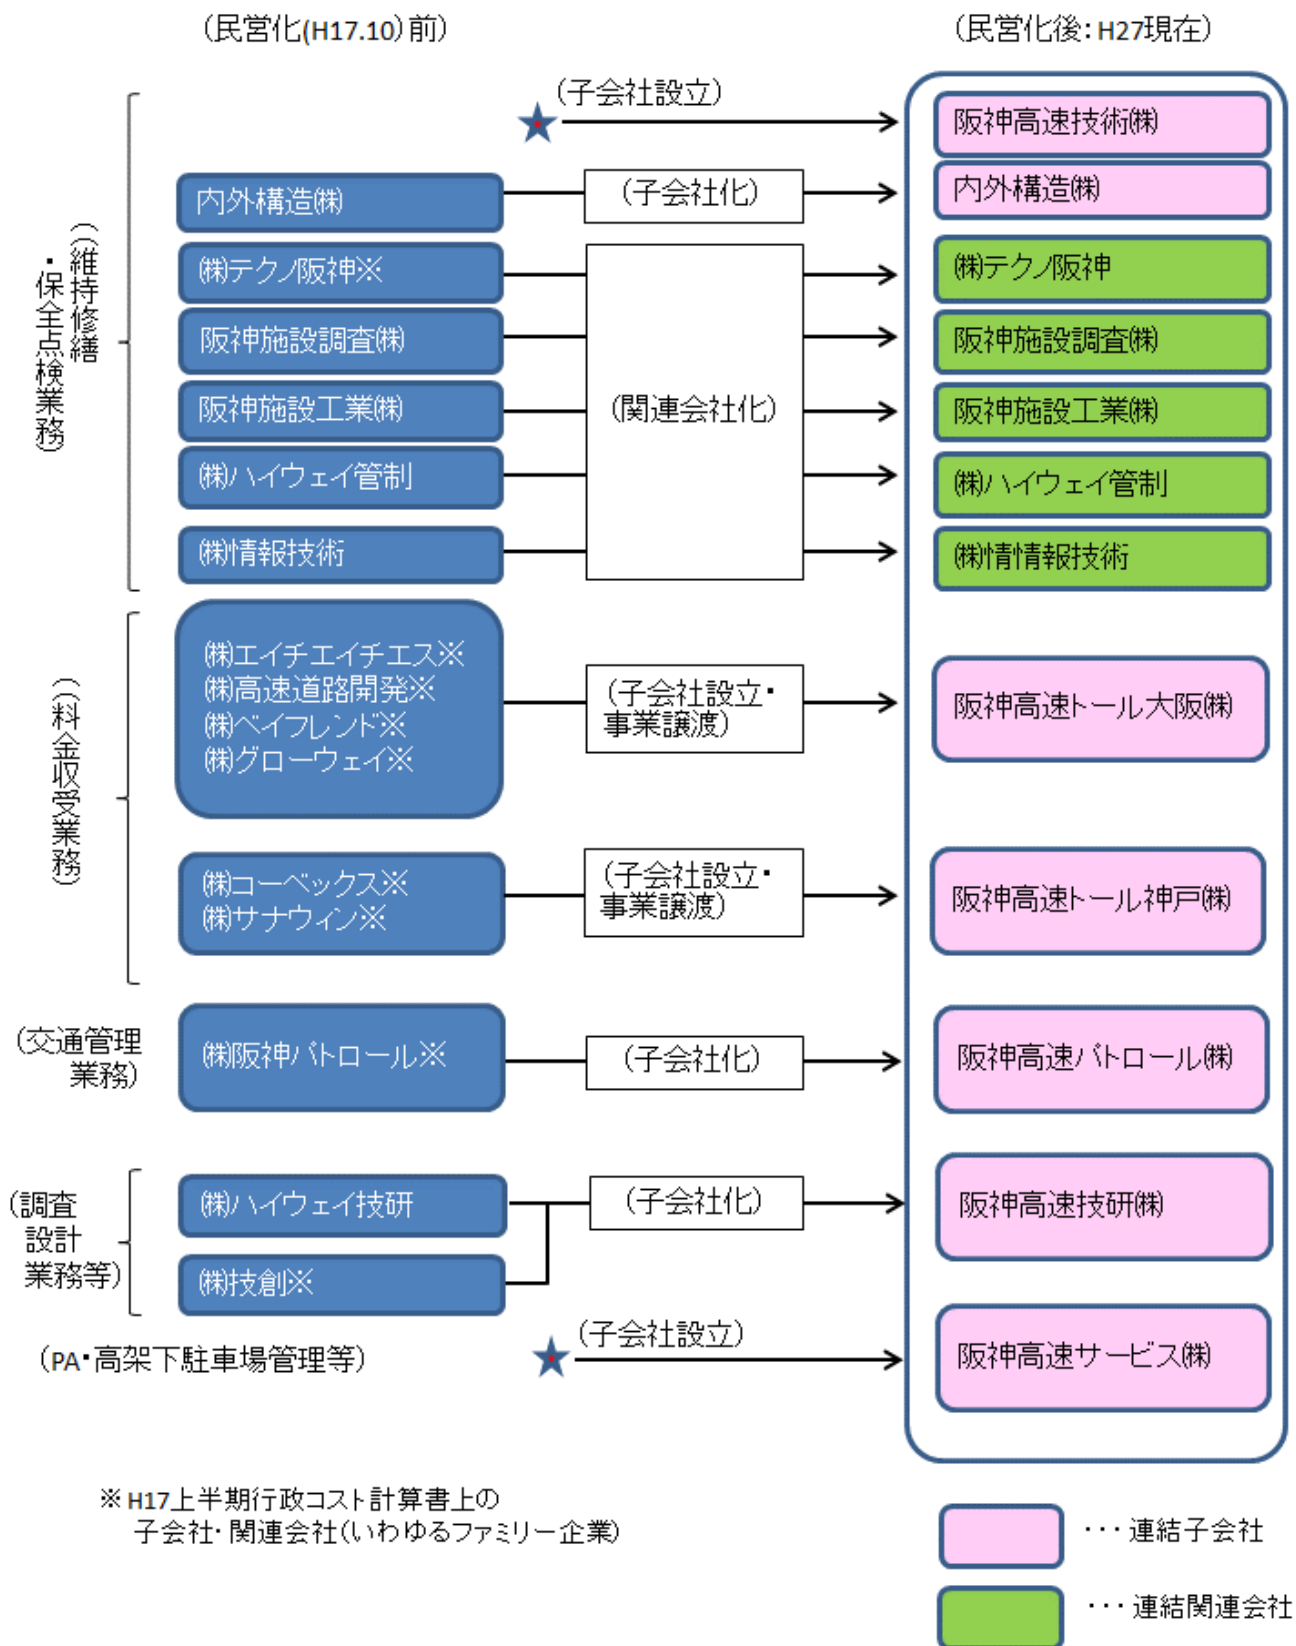 (民営化(H17.10)前)
(民営化後:H27現在)
(子会社設立)
阪神高速技術㈱
((維持修繕
・保全点検業務)
内外構造㈱
(子会社化)
内外構造㈱
㈱テクノ阪神※
㈱テクノ阪神
阪神施設調査㈱
阪神施設調査㈱
阪神施設工業㈱
(関連会社化)
阪神施設工業㈱
㈱ハイウェイ管制
㈱ハイウェイ管制
㈱情報技術
㈱情情報技術
((料金収受業務)
㈱エイチエイチエス※
㈱高速道路開発※
㈱ベイフレンド※
㈱グローウェイ※
(子会社設立・
事業譲渡)
阪神高速トール大阪㈱
㈱コーベックス※
㈱サナウィン※
(子会社設立・
事業譲渡)
阪神高速トール神戸㈱
(交通管理
業務)
㈱阪神パトロール※
(子会社化)
阪神高速パトロール㈱
(調査
設計
業務等)
㈱ハイウェイ技研
(子会社化)
阪神高速技研㈱
㈱技創※
(PA・高架下駐車場管理等)
(子会社設立)
阪神高速サービス㈱
※H17上半期行政コスト計算書上の
子会社・関連会社(いわゆるファミリー企業)
・・・連結子会社
・・・連結関連会社